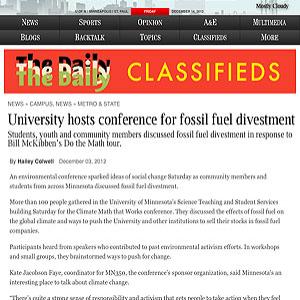 U OF M / MINNEAPOLIS / ST. PAUL
FRIDAY
DECEMBER 14, 2012
Mostly Cloudy
NEWS SPORTS OPINION A&E MULTIMEDIA
BLOGS BACKTALK TOPICS CLASSIFIEDS MORE
The Daily
The Daily
CLASSIFIEDS
NEWS » CAMPUS, NEWS » METRO & STATE
University hosts conference for fossil fuel divestment
Students, youth and community members discussed fossil fuel divestment in response to
Bill McKibben's Do the Math tour.
By Hailey Colwell December 03, 2012
An environmental conference sparked ideas of social change Saturday as community members and
students from across Minnesota discussed fossil fuel divestment.
More than 100 people gathered in the University of Minnesota's Science Teaching and Student Services
building Saturday for the Climate Math that Works conference. They discussed the effects of fossil fuel on
the global climate and ways to push the University and other institutions to sell their stocks in fossil fuel
companies.
Participants heard from speakers who contributed to past environmental activism efforts. In workshops
and small groups, they brainstormed ways to push for change.
Kate Jacobson Faye, coordinator for MN350, the conference's sponsor organization, said Minnesota's an
interesting place to talk about climate change.
"There's quite a strong sense of responsibility and activism that gets people to take action when they feel